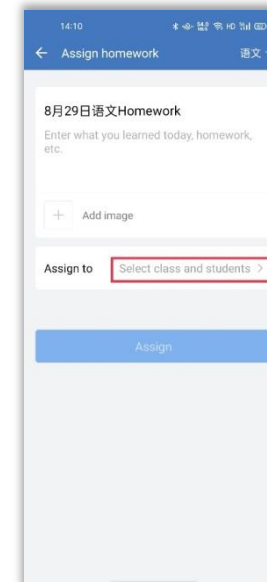 14:10
← Assign homework 语文
8月29日语文Homework
Enter what you learned today, homework,
etc.
+ Add image
Assign to Select class and students >
Assign